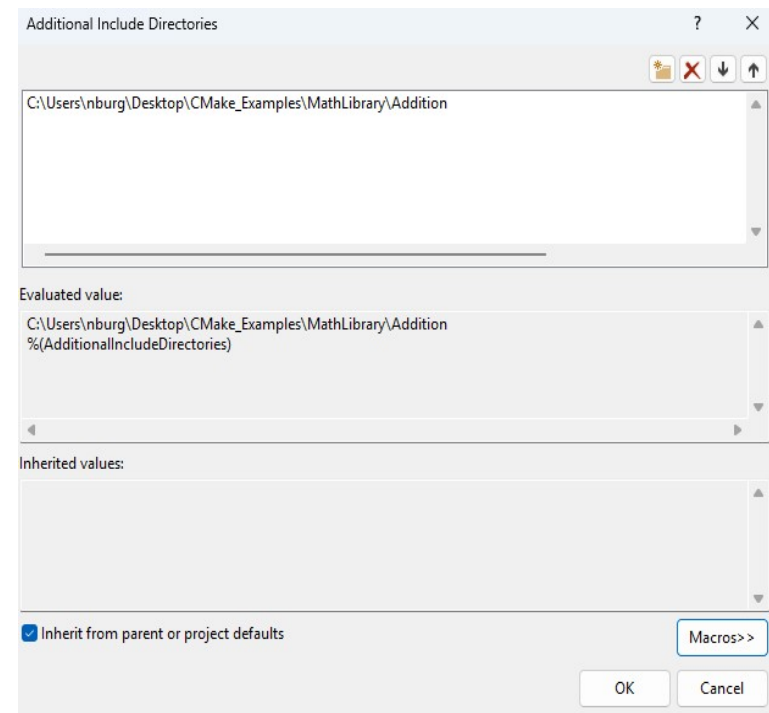 Additional Include Directories ?
C:\Users\nburg\Desktop\CMake_Examples\MathLibrary\Addition
Evaluated value:
C:\Users\nburg\Desktop\CMake_Examples\MathLibrary\Addition
%(AdditionalIncludeDirectories)
Inherited values:
Inherit from parent or project defaults
Macros>>
OK Cancel